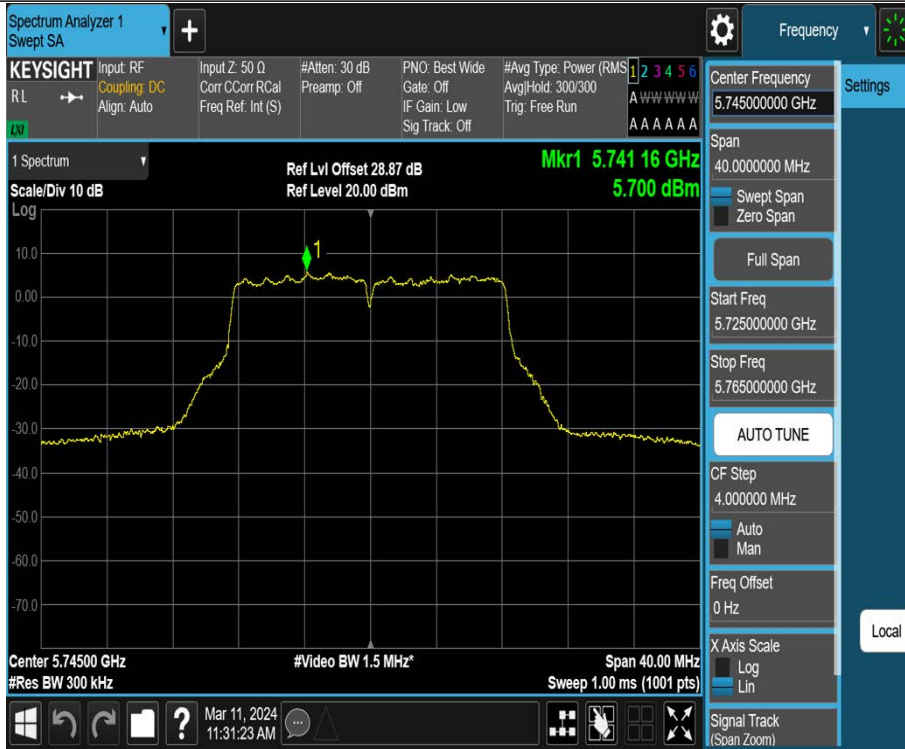 Spectrum Analyzer 1
Swept SA
+
Frequency
KEYSIGHT
R L
LXI
Input: RF
Coupling: DC
Align: Auto
Input Z: 50 Ω
Corr CCorr RCal
Freq Ref: Int (S)
#Atten: 30 dB
Preamp: Off
PNO: Best Wide
Gate: Off
IF Gain: Low
Sig Track: Off
#Avg Type: Power (RMS
Avg|Hold: 300/300
Trig: Free Run
1 2 3 4 5 6
A W W W W W
A A A A A A
1 Spectrum
Scale/Div 10 dB
Log
Ref Lvl Offset 28.87 dB
Ref Level 20.00 dBm
Mkr1 5.741 16 GHz
5.700 dBm
1
10.0
0.00
-10.0
-20.0
-30.0
-40.0
-50.0
-60.0
-70.0
Center 5.74500 GHz
#Res BW 300 kHz
#Video BW 1.5 MHz*
Span 40.00 MHz
Sweep 1.00 ms (1001 pts)
?
Mar 11, 2024
11:31:23 AM
Center Frequency
5.745000000 GHz
Settings
Span
40.0000000 MHz
Swept Span
Zero Span
Full Span
Start Freq
5.725000000 GHz
Stop Freq
5.765000000 GHz
AUTO TUNE
CF Step
4.000000 MHz
Auto
Man
Freq Offset
0 Hz
Local
X Axis Scale
Log
Lin
Signal Track
(Span Zoom)